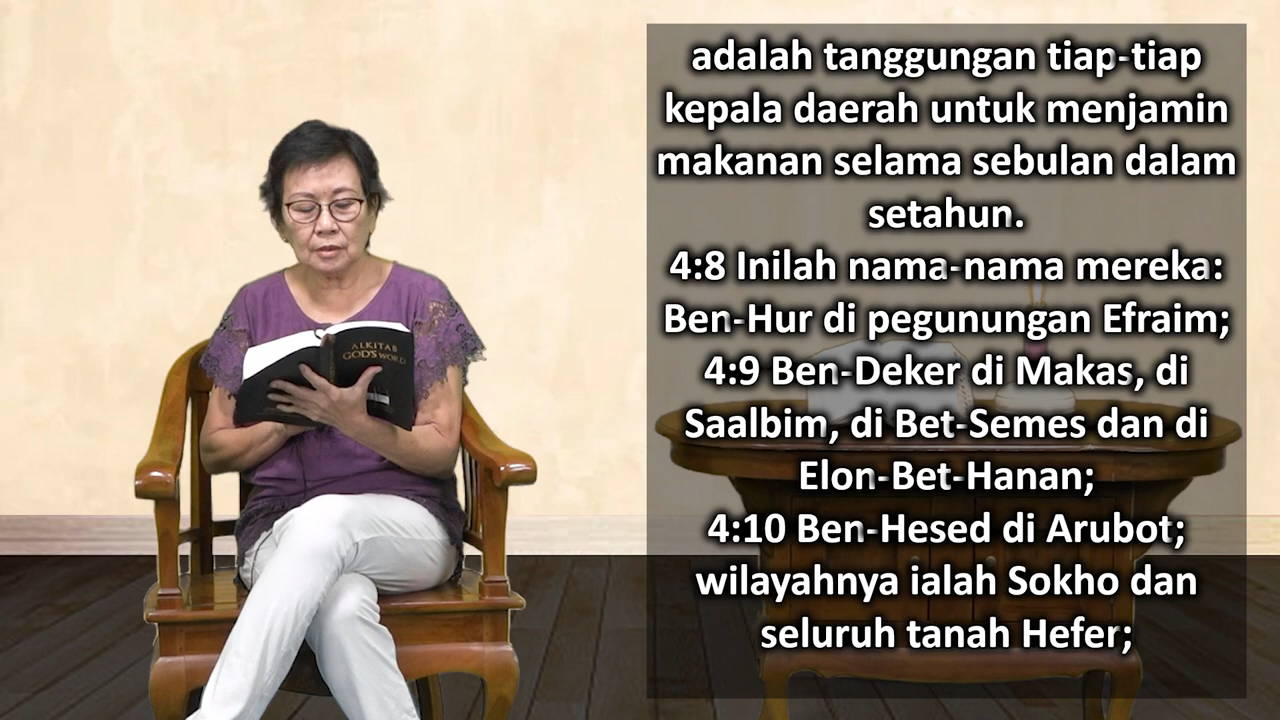 ALKITAB
GOD'S WORD
adalah tanggungan tiap-tiap
kepala daerah untuk menjamin
makanan selama sebulan dalam
setahun.
4:8 Inilah nama-nama mereka:
Ben-Hur di pegunungan Efraim;
4:9 Ben-Deker di Makas, di
Saalbim, di Bet-Semes dan di
Elon-Bet-Hanan;
4:10 Ben-Hesed di Arubot;
wilayahnya ialah Sokho dan
seluruh tanah Hefer;